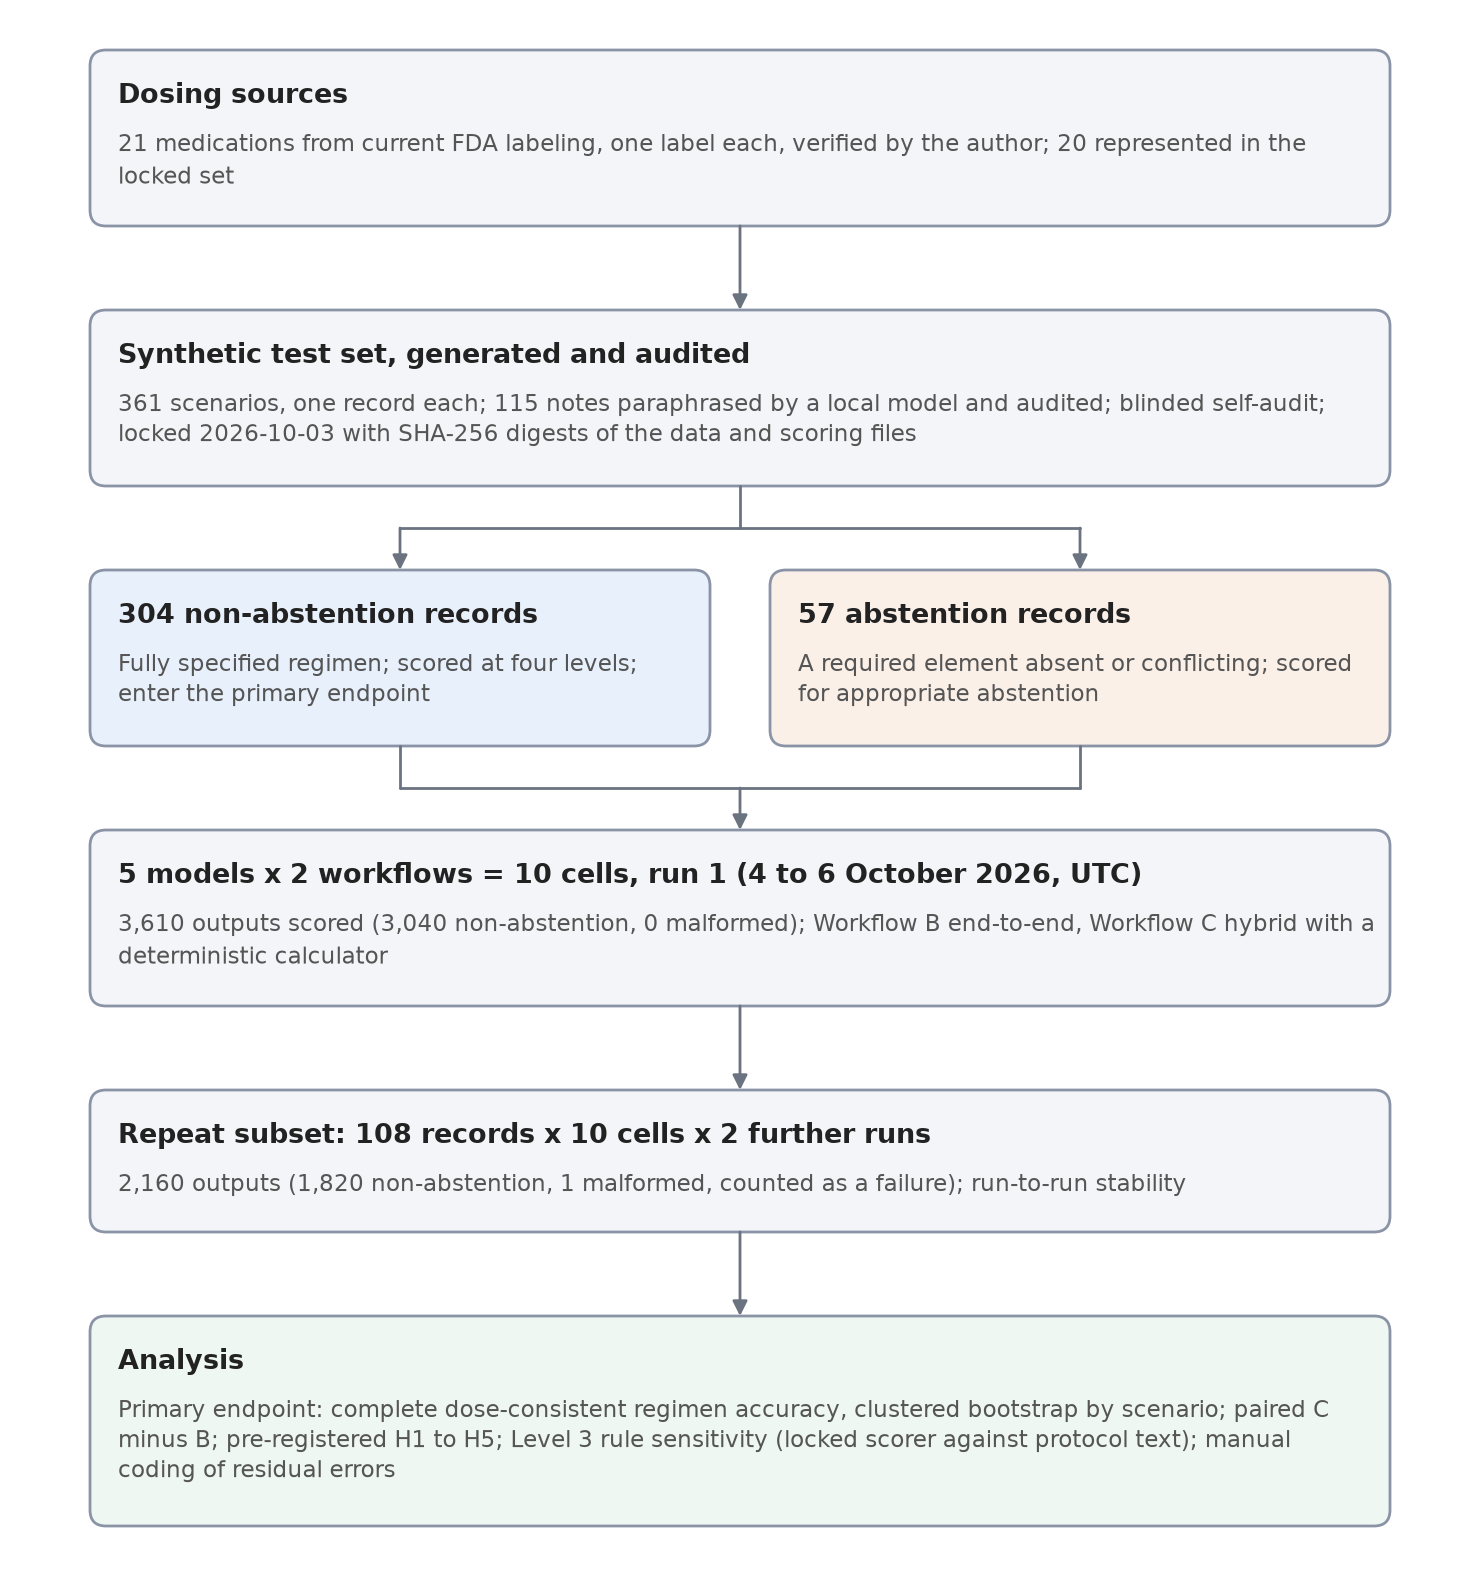 Dosing sources
21 medications from current FDA labeling, one label each, verified by the author; 20 represented in the
locked set
Synthetic test set, generated and audited
361 scenarios, one record each; 115 notes paraphrased by a local model and audited; blinded self-audit;
locked 2026-10-03 with SHA-256 digests of the data and scoring files
304 non-abstention records
Fully specified regimen; scored at four levels;
enter the primary endpoint
57 abstention records
A required element absent or conflicting; scored
for appropriate abstention
5 models x 2 workflows = 10 cells, run 1 (4 to 6 October 2026, UTC)
3,610 outputs scored (3,040 non-abstention, 0 malformed); Workflow B end-to-end, Workflow C hybrid with a
deterministic calculator
Repeat subset: 108 records x 10 cells x 2 further runs
2,160 outputs (1,820 non-abstention, 1 malformed, counted as a failure); run-to-run stability
Analysis
Primary endpoint: complete dose-consistent regimen accuracy, clustered bootstrap by scenario; paired C
minus B; pre-registered H1 to H5; Level 3 rule sensitivity (locked scorer against protocol text); manual
coding of residual errors